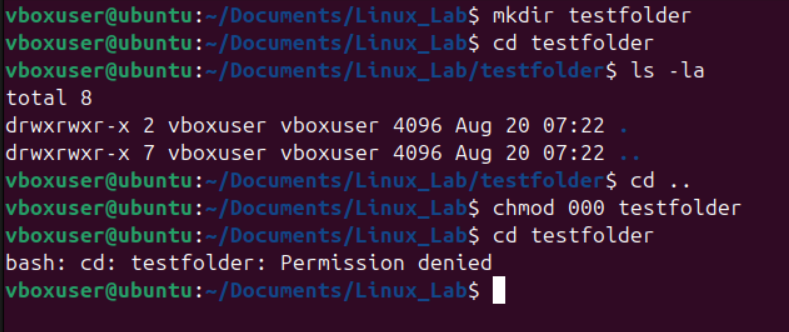 vboxuser@ubuntu:~/Documents/Linux_Lab$ mkdir testfolder
vboxuser@ubuntu:~/Documents/Linux_Lab$ cd testfolder
vboxuser@ubuntu:~/Documents/Linux_Lab/testfolder$ ls -la
total 8
drwxrwxr-x 2 vboxuser vboxuser 4096 Aug 20 07:22 .
drwxrwxr-x 7 vboxuser vboxuser 4096 Aug 20 07:22 ..
vboxuser@ubuntu:~/Documents/Linux_Lab/testfolder$ cd ..
vboxuser@ubuntu:~/Documents/Linux_Lab$ chmod 000 testfolder
vboxuser@ubuntu:~/Documents/Linux_Lab$ cd testfolder
bash: cd: testfolder: Permission denied
vboxuser@ubuntu:~/Documents/Linux_Lab$